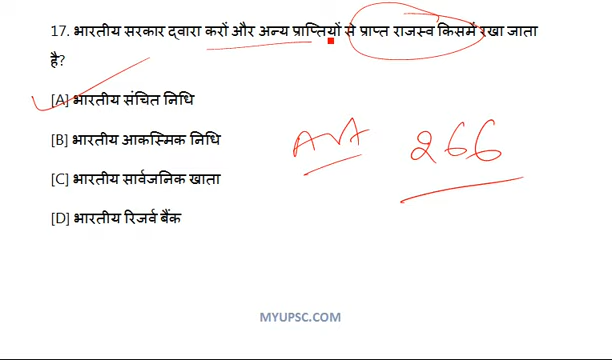 17. भारतीय सरकार द्वारा करों और अन्य प्राप्तियों से प्राप्त राजस्व किसमें रखा जाता
है?
[A] भारतीय संचित निधि
[B] भारतीय आकस्मिक निधि
266
[C] भारतीय सार्वजनिक खाता
[D] भारतीय रिजर्व बैंक
MYUPSC.COM